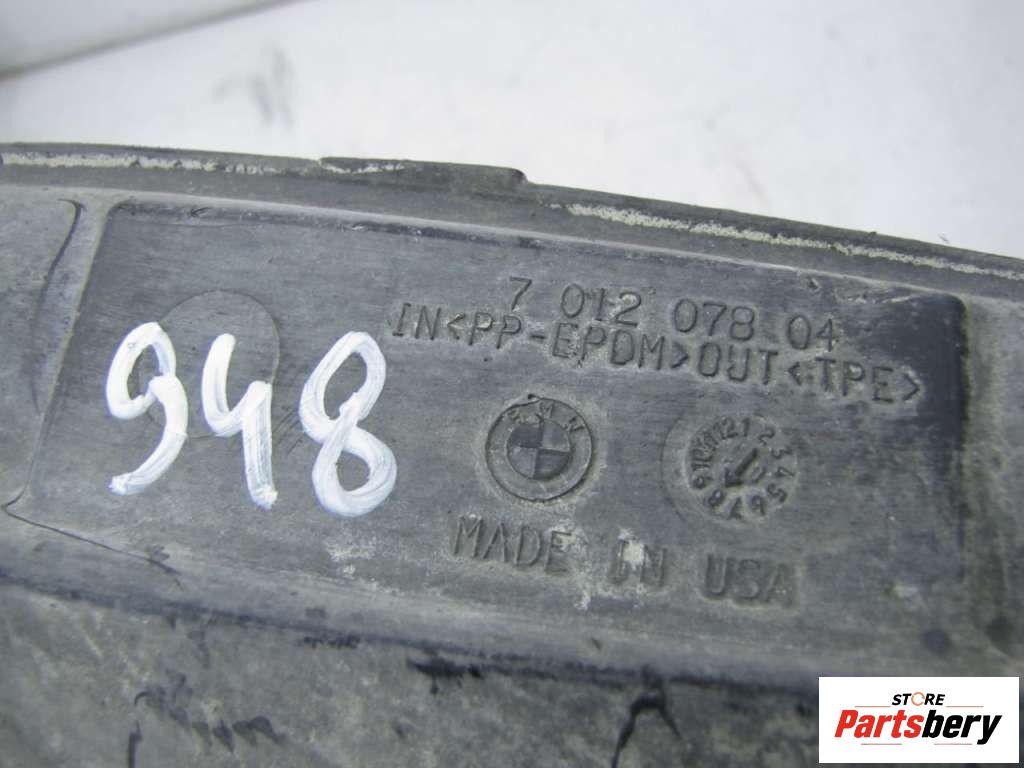 7 012 078 04
IN<PP-EPDM>OUT<TPE>
948
BMW
MADE IN USA
STORE
Partsbery